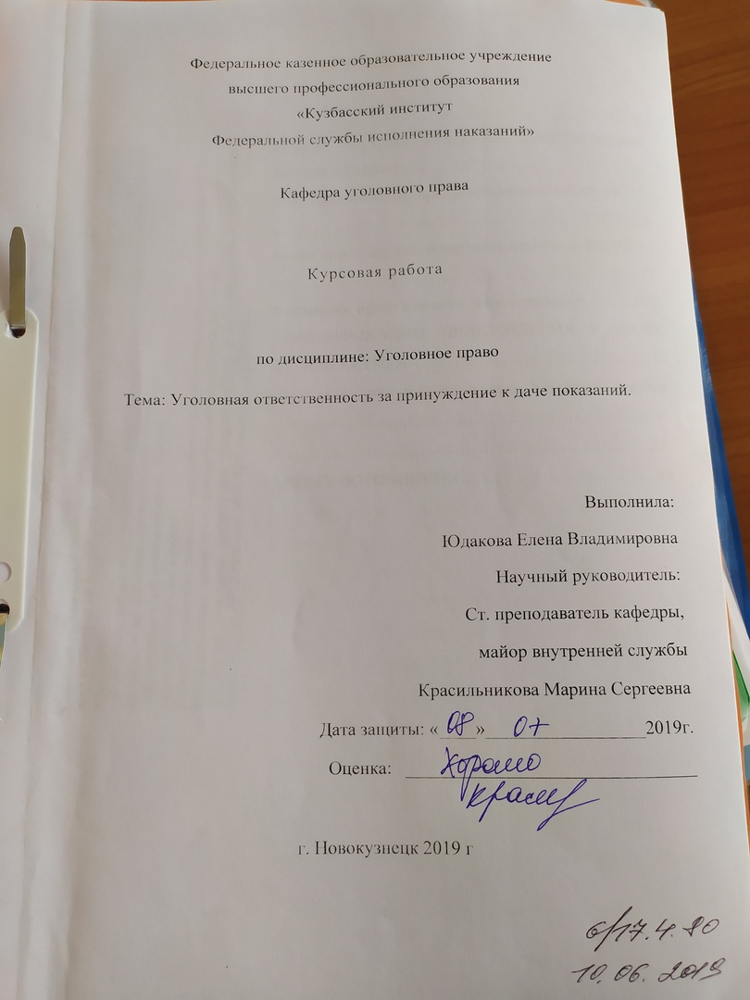 Федеральное казенное образовательное учреждение
высшего профессионального образования
«Кузбасский институт
Федеральной службы исполнения наказаний»
Кафедра уголовного права
Курсовая работа
по дисциплине: Уголовное право
Тема: Уголовная ответственность за принуждение к даче показаний.
Выполнила:
Юдакова Елена Владимировна
Научный руководитель:
Ст. преподаватель кафедры,
майор внутренней службы
Красильникова Марина Сергеевна
Дата защиты: «08» 07 2019г.
Оценка: Хорошо
г. Новокузнецк 2019 г
б/17.4.80
10.06.2019